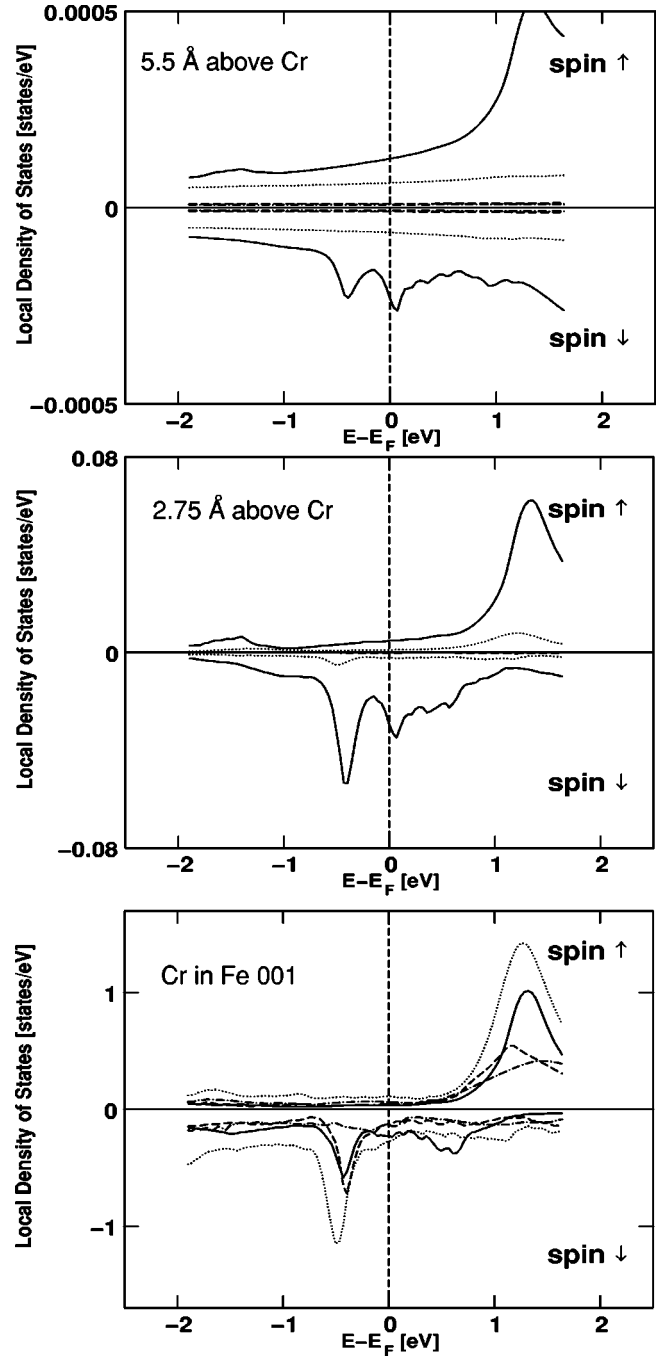 0.0005
5.5 Å above Cr
spin ↑
Local Density of States [states/eV]
0
spin ↓
−0.0005
−2 −1 0 1 2
E−E_F [eV]
0.08
2.75 Å above Cr
spin ↑
Local Density of States [states/eV]
0
spin ↓
−0.08
−2 −1 0 1 2
E−E_F [eV]
1
Cr in Fe 001
spin ↑
Local Density of States [states/eV]
0
−1
spin ↓
−2 −1 0 1 2
E−E_F [eV]